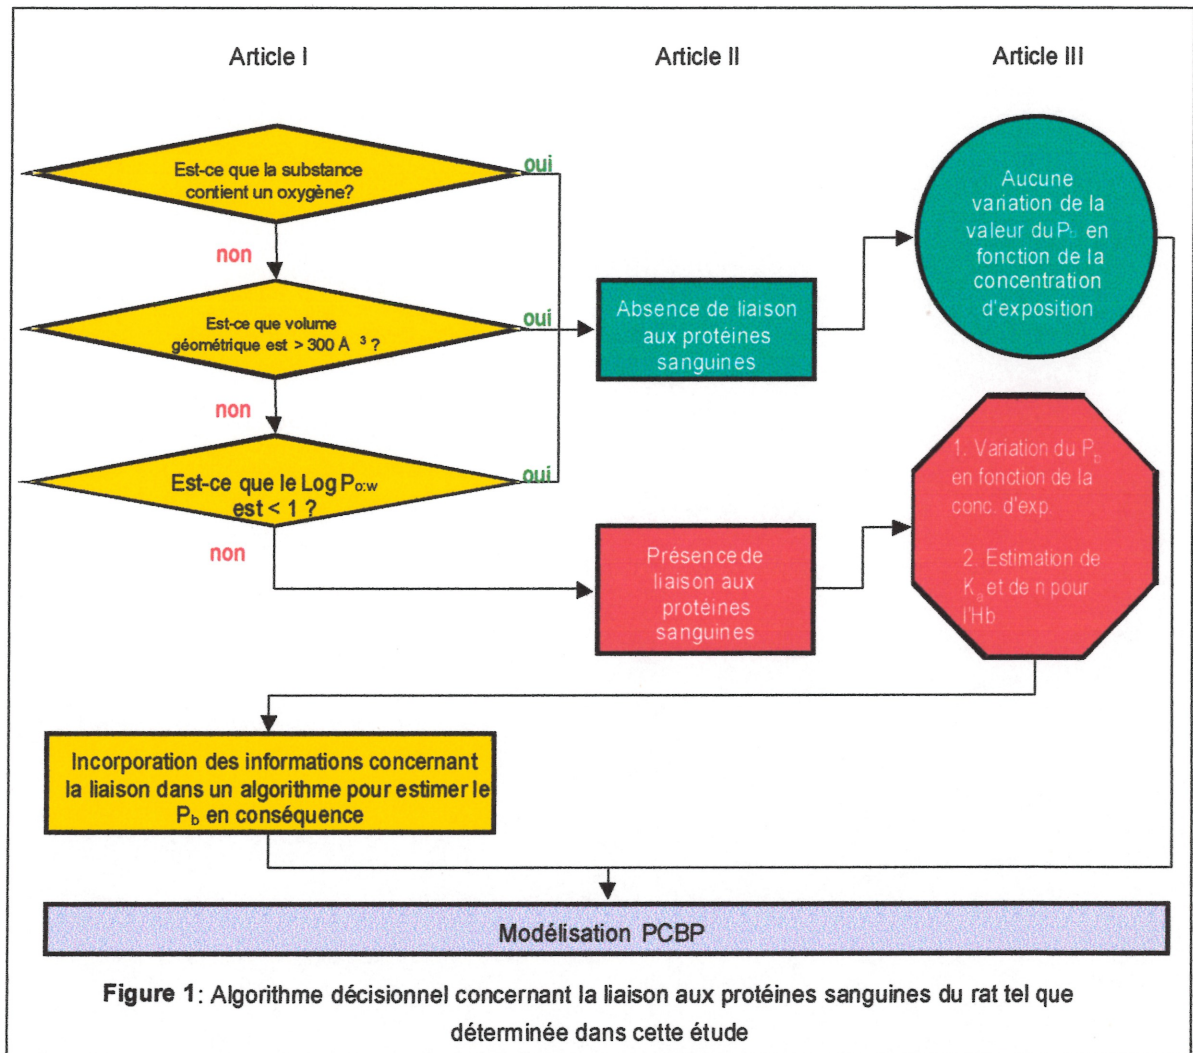 Article I
Article II
Article III
Est-ce que la substance
contient un oxygène?
oui
non
Est-ce que volume
géométrique est > 300 Å ³ ?
oui
non
Est-ce que le Log Po:w
est < 1 ?
oui
non
Absence de liaison
aux protéines
sanguines
Présence de
liaison aux
protéines
sanguines
Aucune
variation de la
valeur du Pb en
fonction de la
concentration
d'exposition
1. Variation du Pb
en fonction de la
conc. d'exp.
2. Estimation de
Ka et de n pour
l'Hb
Incorporation des informations concernant
la liaison dans un algorithme pour estimer le
Pb en conséquence
Modélisation PCBP
Figure 1: Algorithme décisionnel concernant la liaison aux protéines sanguines du rat tel que
déterminée dans cette étude